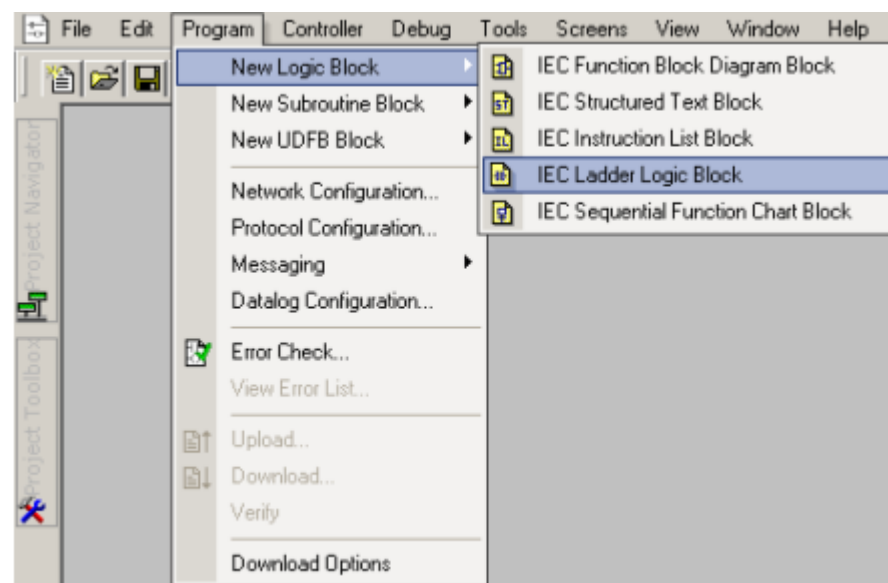 File Edit Program Controller Debug Tools Screens View Window Help
New Logic Block
New Subroutine Block
New UDFB Block
Network Configuration...
Protocol Configuration...
Messaging
Datalog Configuration...
Error Check...
View Error List...
Upload...
Download...
Verify
Download Options
IEC Function Block Diagram Block
ST IEC Structured Text Block
IL IEC Instruction List Block
IEC Ladder Logic Block
IEC Sequential Function Chart Block
Project Navigator
Project Toolbox